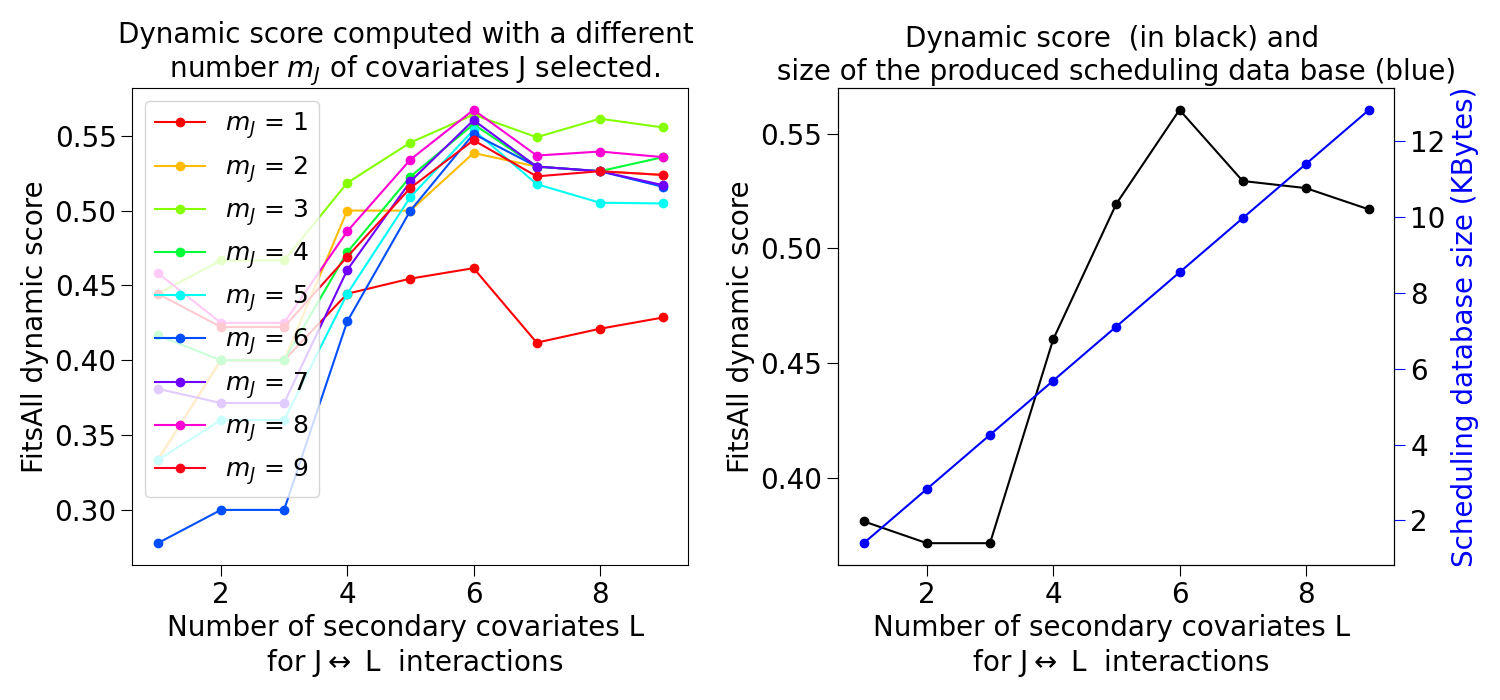 Dynamic score computed with a different
number m_J of covariates J selected.
FitsAll dynamic score
0.55
0.50
0.45
0.40
0.35
0.30
m_J = 1
m_J = 2
m_J = 3
m_J = 4
m_J = 5
m_J = 6
m_J = 7
m_J = 8
m_J = 9
2 4 6 8
Number of secondary covariates L
for J ↔ L interactions
Dynamic score (in black) and
size of the produced scheduling data base (blue)
FitsAll dynamic score
0.55
0.50
0.45
0.40
12
10
8
6
4
2
Scheduling database size (KBytes)
2 4 6 8
Number of secondary covariates L
for J ↔ L interactions